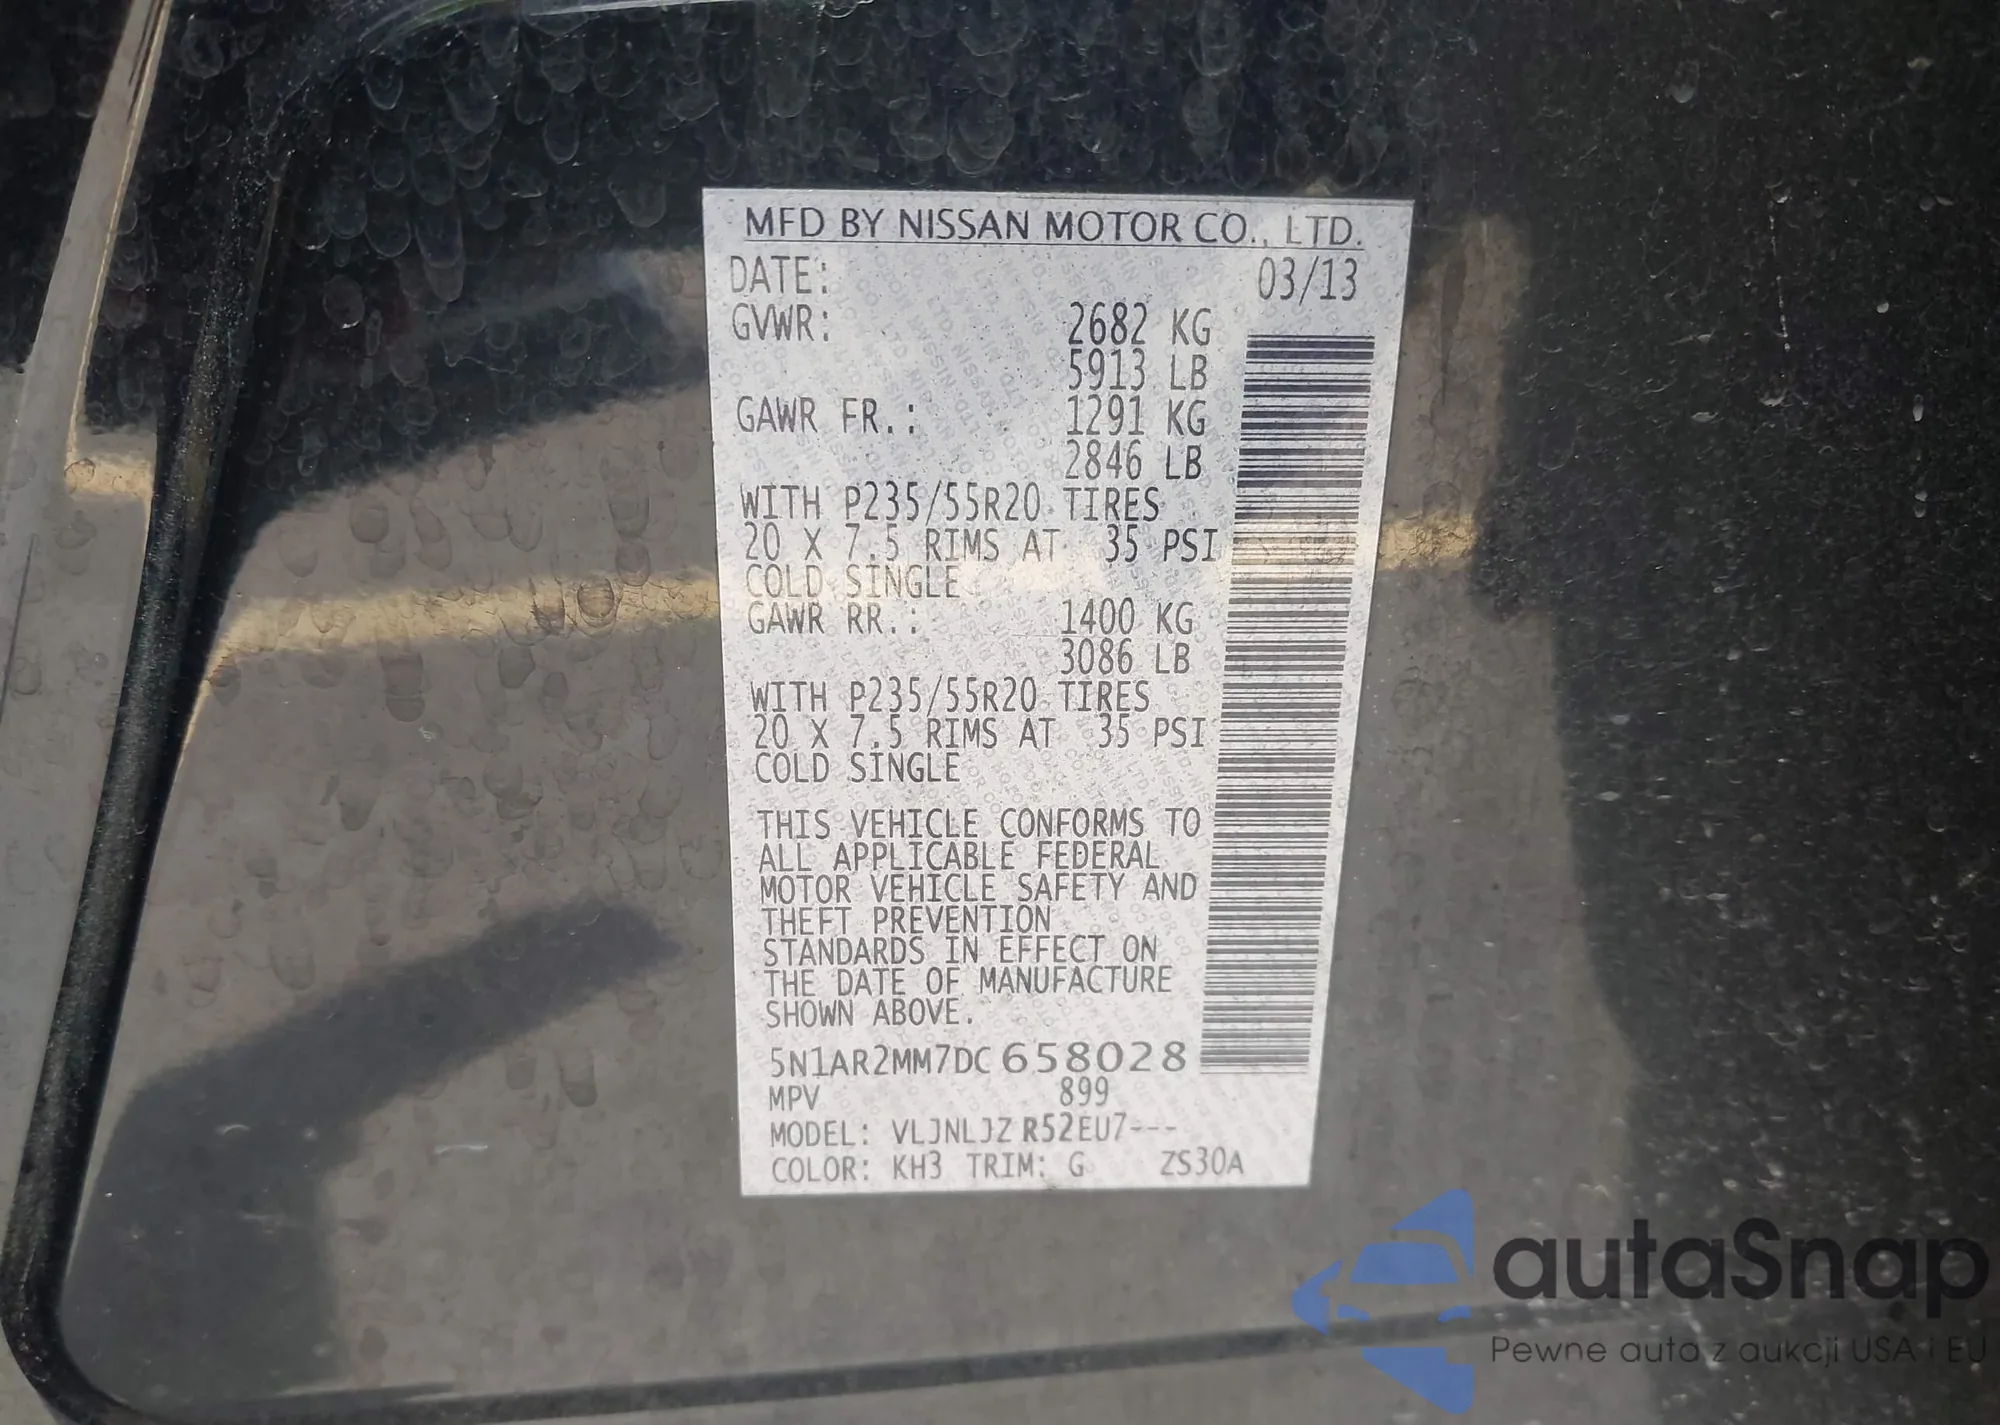 MFD BY NISSAN MOTOR CO., LTD.
DATE: 03/13
GVWR: 2682 KG
5913 LB
GAWR FR.: 1291 KG
2846 LB
WITH P235/55R20 TIRES
20 X 7.5 RIMS AT 35 PSI
COLD SINGLE
GAWR RR.: 1400 KG
3086 LB
WITH P235/55R20 TIRES
20 X 7.5 RIMS AT 35 PSI
COLD SINGLE
THIS VEHICLE CONFORMS TO
ALL APPLICABLE FEDERAL
MOTOR VEHICLE SAFETY AND
THEFT PREVENTION
STANDARDS IN EFFECT ON
THE DATE OF MANUFACTURE
SHOWN ABOVE.
5N1AR2MM7DC658028
MPV 899
MODEL: VLJNLJZ R52EU7---
COLOR: KH3 TRIM: G ZS30A
autaSnap
Pewne auta z aukcji USA i EU